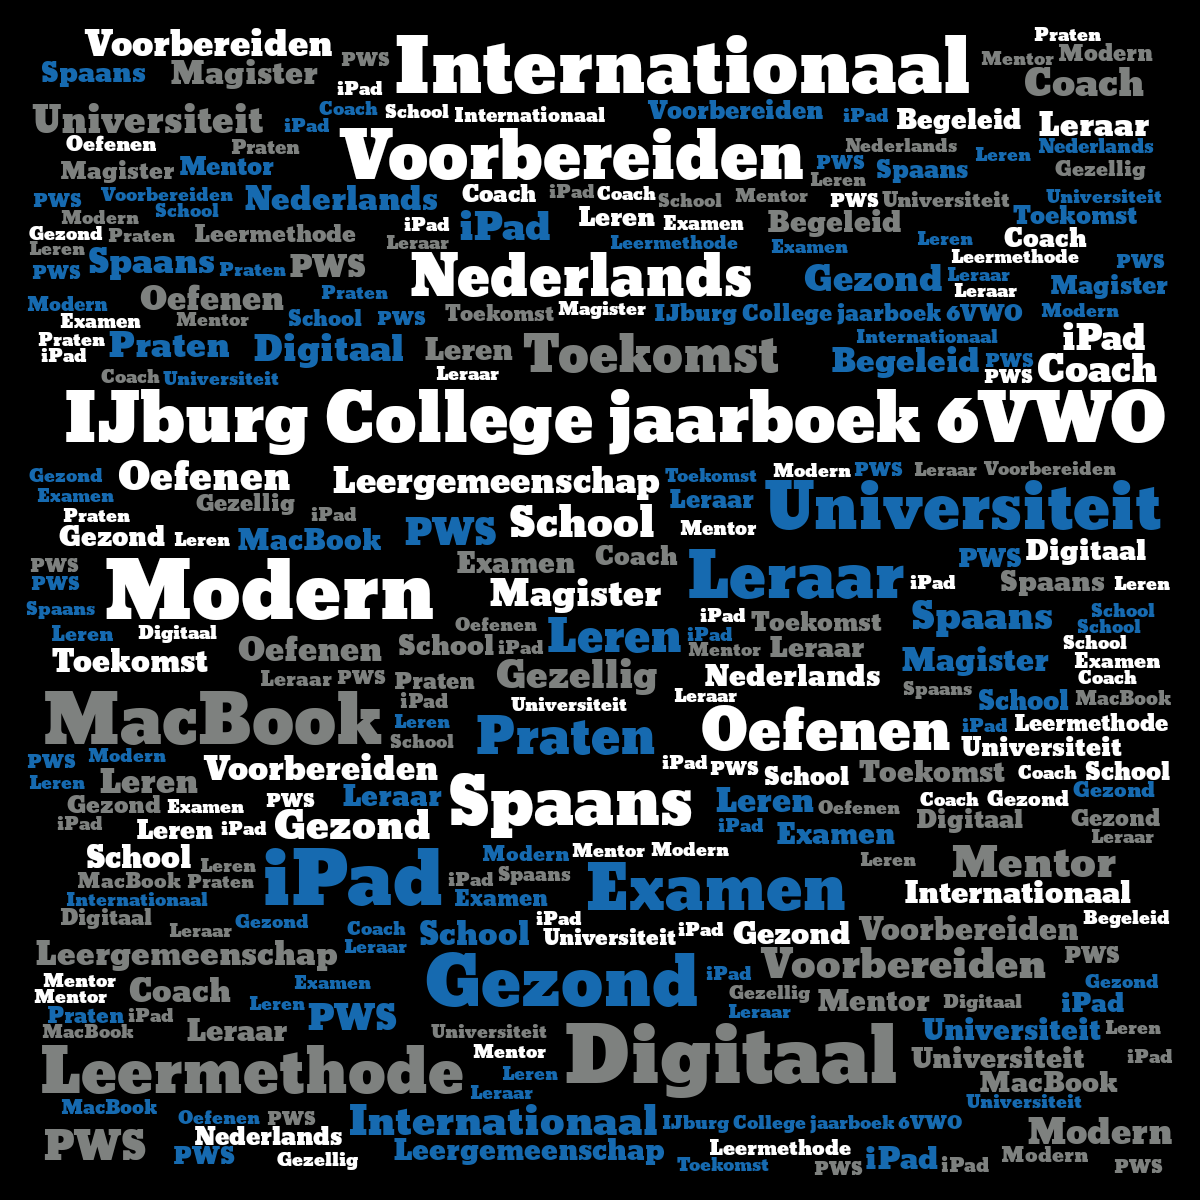 Voorbereiden PWS Internationaal Praten
Mentor Modern
Spaans Magister iPad Coach
Universiteit Coach School Internationaal Voorbereiden iPad Begeleid Leraar
iPad
Oefenen Praten Voorbereiden Nederlands Leren Nederlands
Magister Mentor PWS Spaans Gezellig
Leren
PWS Voorbereiden Nederlands Coach iPad Coach School Mentor PWS Universiteit Universiteit
Modern School iPad iPad Leren Examen Begeleid Toekomst
Gezond Praten Leermethode Leraar Leermethode Examen Leren Coach
Leren Leermethode
PWS Spaans Praten PWS Nederlands Gezond Leraar PWS
Modern Oefenen Praten Leraar Magister
Examen Mentor School PWS Toekomst Magister IJburg College jaarboek 6VWO Modern
Praten Praten Digitaal Leren Toekomst Internationaal iPad
iPad Begeleid PWS Coach
Coach Universiteit Leraar PWS
IJburg College jaarboek 6VWO
Gezond Oefenen Leergemeenschap Toekomst Modern PWS Leraar Voorbereiden
Examen Gezellig iPad Leraar Universiteit
Praten PWS School Mentor
Gezond Leren MacBook
PWS Examen Coach PWS Digitaal
PWS Modern Leraar iPad Spaans Leren
Spaans Magister School
Leren Digitaal Oefenen iPad Toekomst Spaans School
Toekomst Oefenen School iPad Leren iPad School
Mentor Leraar Magister Examen
Leraar PWS Praten Gezellig Nederlands Coach
MacBook iPad Universiteit Leraar Spaans School MacBook
Leren Praten Oefenen iPad Leermethode
School Universiteit
PWS Modern Voorbereiden iPad PWS School Toekomst Coach School
Leren Leren Spaans
Gezond Examen PWS Leraar Leren Oefenen Coach Gezond Gezond
iPad Leren iPad Gezond iPad Examen Digitaal Gezond
Leraar
School Leren iPad Modern Mentor Modern Leren Mentor
MacBook Praten iPad Spaans Examen
Internationaal Examen Internationaal
Digitaal Leraar Gezond Coach School iPad iPad Gezond Voorbereiden Begeleid
Leraar Universiteit
Leergemeenschap Gezond Voorbereiden PWS
Mentor Coach Examen iPad Gezond
Mentor Leren Gezellig Mentor Digitaal iPad
Praten iPad PWS Leraar
MacBook Leraar Universiteit Digitaal Universiteit Leren
Leermethode Mentor Universiteit iPad
Leren MacBook
Leraar Universiteit
MacBook Oefenen PWS Internationaal IJburg College jaarboek 6VWO Modern
PWS Nederlands Leergemeenschap Leermethode Modern
PWS Gezellig Toekomst PWS iPad iPad PWS